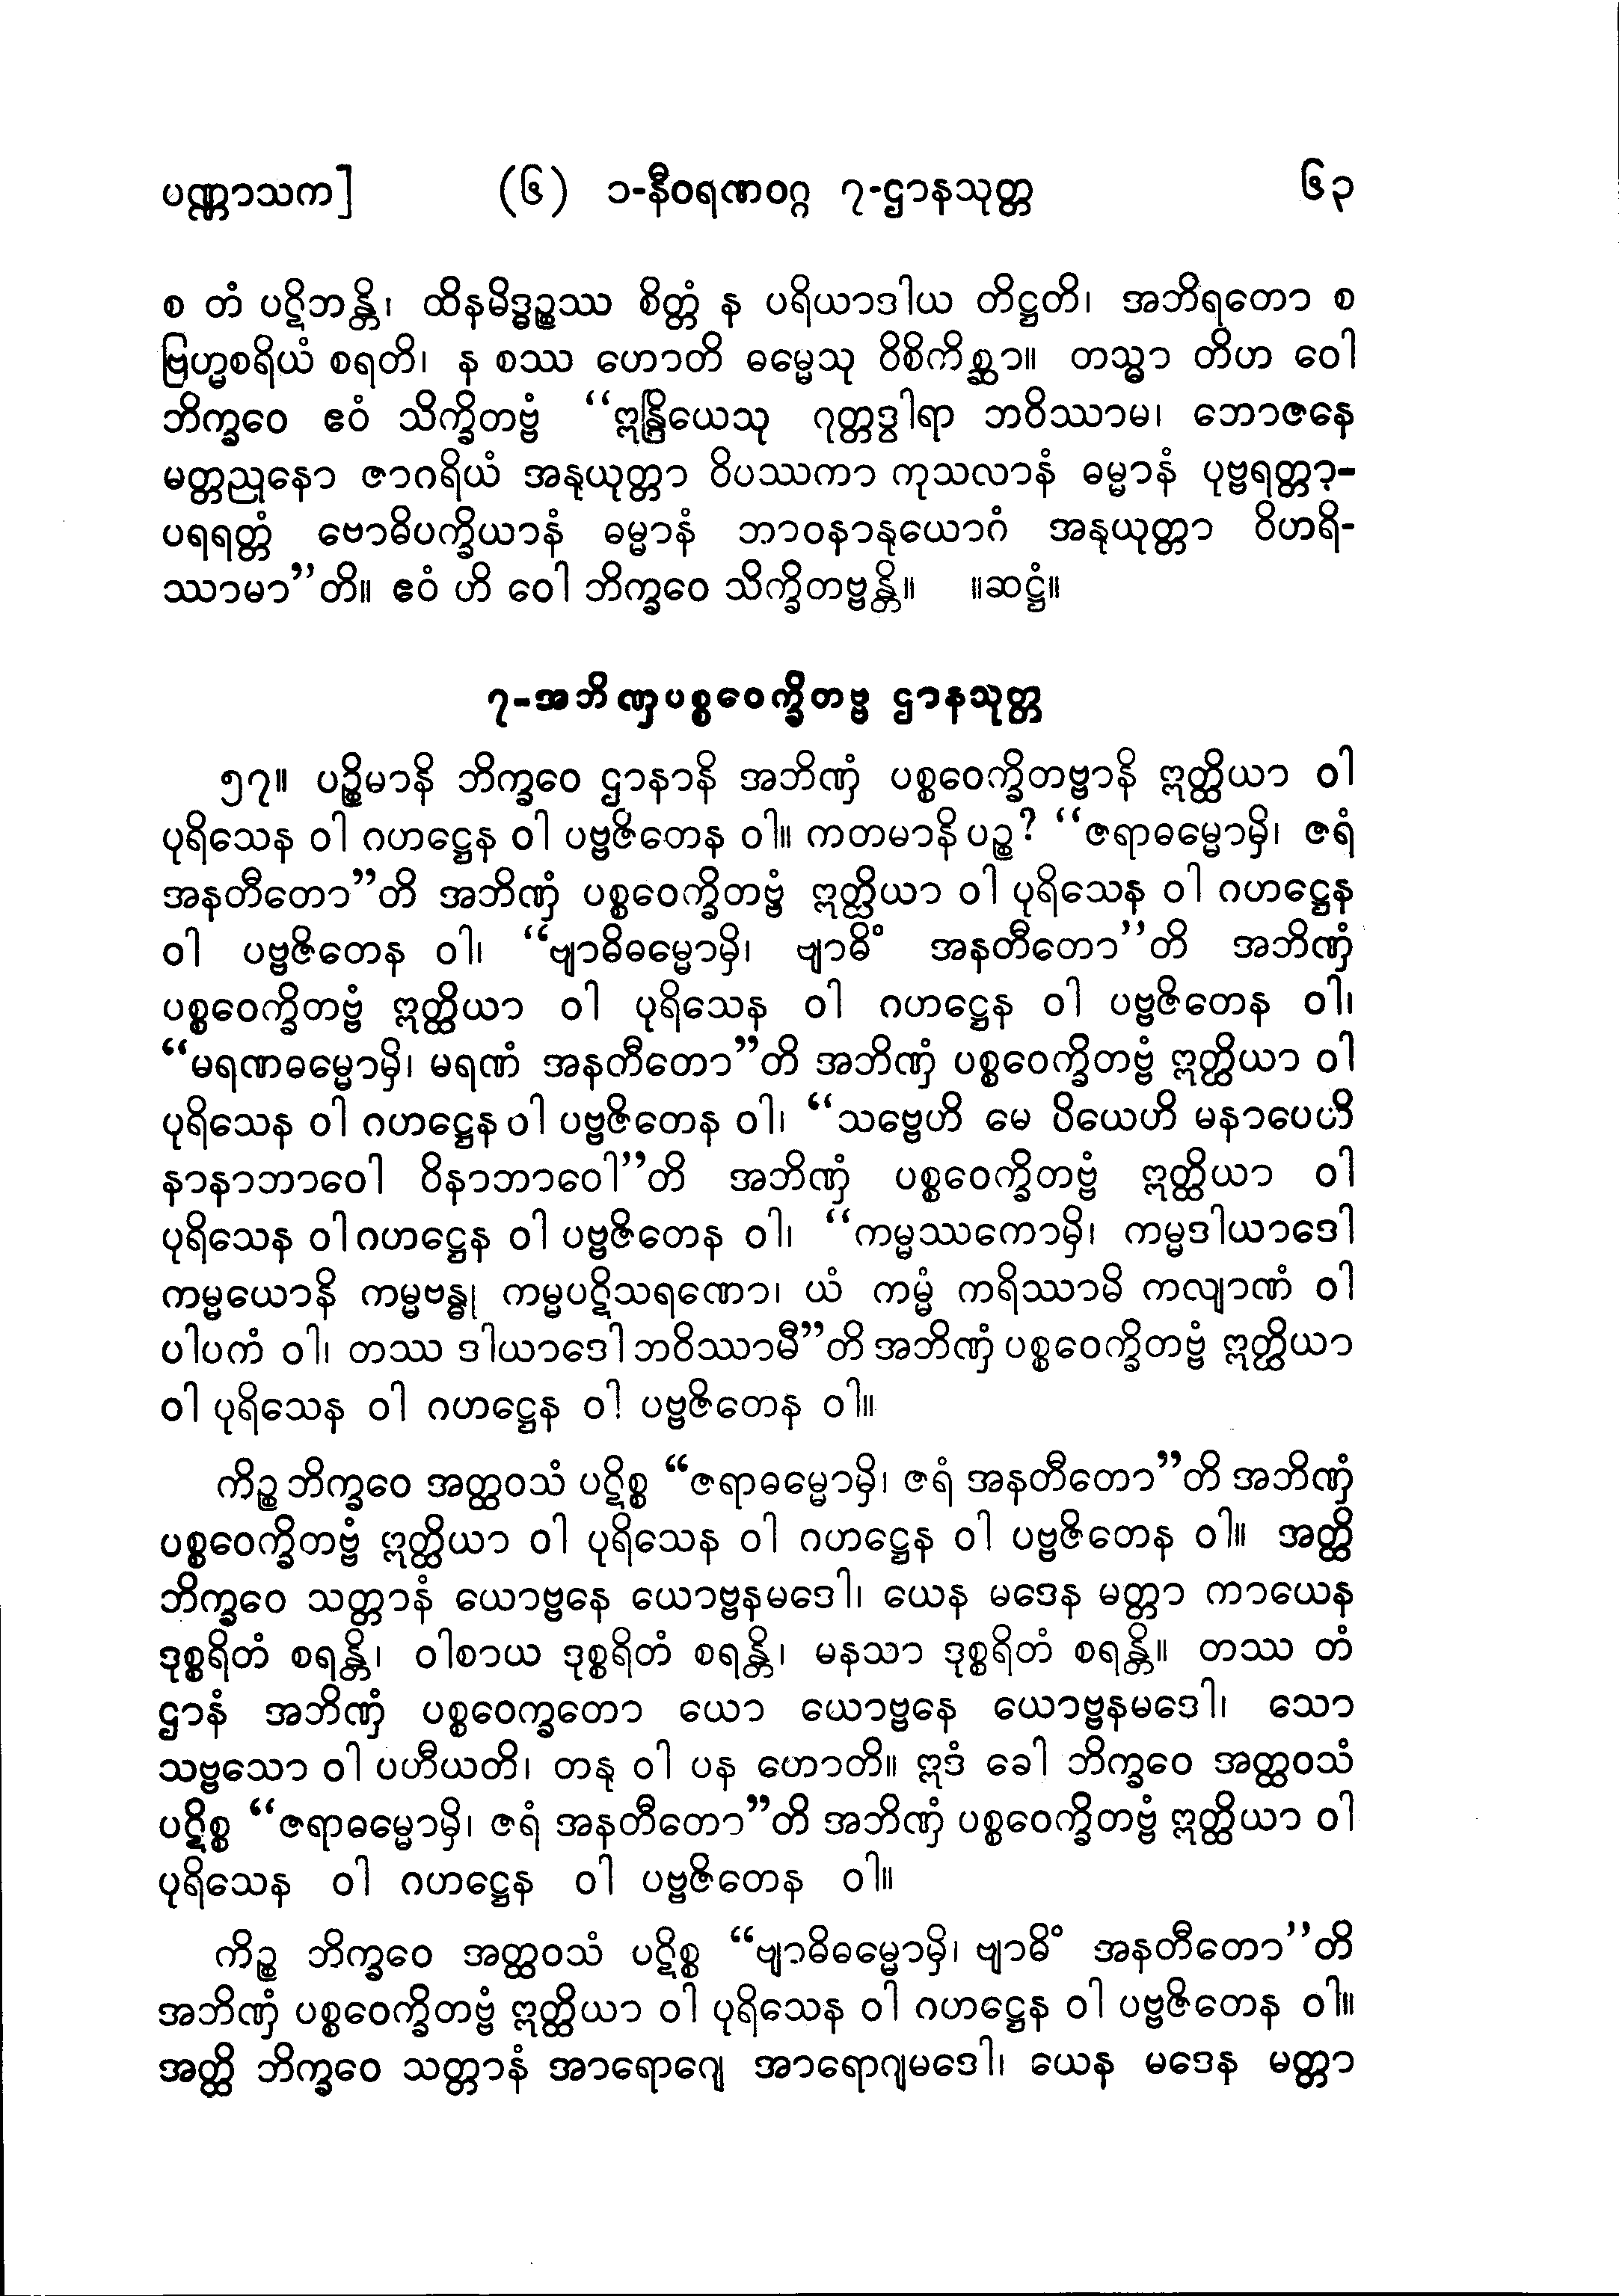 ပဏ္ဏာသက] (၆) ၁-နီဝရဏဝဂ္ဂ ၇-ဌာနသုတ္တ ၆၃
စ တံ ပဋိဘန္တိ၊ ထိနမိဒ္ဓဉ္စဿ စိတ္တံ န ပရိယာဒါယ တိဋ္ဌတိ၊ အဘိရတော စ
ဗြဟ္မစရိယံ စရတိ၊ န စဿ ဟောတိ ဓမ္မေသု ဝိစိကိစ္ဆာ။ တသ္မာ တိဟ ဝေါ
ဘိက္ခဝေ ဧဝံ သိက္ခိတဗ္ဗံ “ဣန္ဒြိယေသု ဂုတ္တဒွါရာ ဘဝိဿာမ၊ ဘောဇနေ
မတ္တညုနော ဇာဂရိယံ အနုယုတ္တာ ဝိပဿကာ ကုသလာနံ ဓမ္မာနံ ပုဗ္ဗရတ္တာ-
ပရရတ္တံ ဗောဓိပက္ခိယာနံ ဓမ္မာနံ ဘာဝနာနုယောဂံ အနုယုတ္တာ ဝိဟရိ-
ဿာမာ”တိ။ ဧဝံ ဟိ ဝေါ ဘိက္ခဝေ သိက္ခိတဗ္ဗန္တိ။ ။ဆဋ္ဌံ။
၇-အဘိဏှပစ္စဝေက္ခိတဗ္ဗ ဌာနသုတ္တ
၅၇။ ပဉ္စိမာနိ ဘိက္ခဝေ ဌာနာနိ အဘိဏှံ ပစ္စဝေက္ခိတဗ္ဗာနိ ဣတ္ထိယာ ဝါ
ပုရိသေန ဝါ ဂဟဋ္ဌေန ဝါ ပဗ္ဗဇိတေန ဝါ။ ကတမာနိ ပဉ္စ? “ဇရာဓမ္မောမှိ၊ ဇရံ
အနတီတော”တိ အဘိဏှံ ပစ္စဝေက္ခိတဗ္ဗံ ဣတ္ထိယာ ဝါ ပုရိသေန ဝါ ဂဟဋ္ဌေန
ဝါ ပဗ္ဗဇိတေန ဝါ၊ “ဗျာဓိဓမ္မောမှိ၊ ဗျာဓိံ အနတီတော”တိ အဘိဏှံ
ပစ္စဝေက္ခိတဗ္ဗံ ဣတ္ထိယာ ဝါ ပုရိသေန ဝါ ဂဟဋ္ဌေန ဝါ ပဗ္ဗဇိတေန ဝါ၊
“မရဏဓမ္မောမှိ၊ မရဏံ အနတီတော”တိ အဘိဏှံ ပစ္စဝေက္ခိတဗ္ဗံ ဣတ္ထိယာ ဝါ
ပုရိသေန ဝါ ဂဟဋ္ဌေန ဝါ ပဗ္ဗဇိတေန ဝါ၊ “သဗ္ဗေဟိ မေ ပိယေဟိ မနာပေဟိ
နာနာဘာဝေါ ဝိနာဘာဝေါ”တိ အဘိဏှံ ပစ္စဝေက္ခိတဗ္ဗံ ဣတ္ထိယာ ဝါ
ပုရိသေန ဝါ ဂဟဋ္ဌေန ဝါ ပဗ္ဗဇိတေန ဝါ၊ “ကမ္မဿကောမှိ၊ ကမ္မဒါယာဒေါ
ကမ္မယောနိ ကမ္မဗန္ဓု ကမ္မပဋိသရဏော၊ ယံ ကမ္မံ ကရိဿာမိ ကလျာဏံ ဝါ
ပါပကံ ဝါ၊ တဿ ဒါယာဒေါ ဘဝိဿာမီ”တိ အဘိဏှံ ပစ္စဝေက္ခိတဗ္ဗံ ဣတ္ထိယာ
ဝါ ပုရိသေန ဝါ ဂဟဋ္ဌေန ဝါ ပဗ္ဗဇိတေန ဝါ။
ကိဉ္စ ဘိက္ခဝေ အတ္ထဝသံ ပဋိစ္စ “ဇရာဓမ္မောမှိ၊ ဇရံ အနတီတော”တိ အဘိဏှံ
ပစ္စဝေက္ခိတဗ္ဗံ ဣတ္ထိယာ ဝါ ပုရိသေန ဝါ ဂဟဋ္ဌေန ဝါ ပဗ္ဗဇိတေန ဝါ။ အတ္ထိ
ဘိက္ခဝေ သတ္တာနံ ယောဗ္ဗနေ ယောဗ္ဗနမဒေါ၊ ယေန မဒေန မတ္တာ ကာယေန
ဒုစ္စရိတံ စရန္တိ၊ ဝါစာယ ဒုစ္စရိတံ စရန္တိ၊ မနသာ ဒုစ္စရိတံ စရန္တိ။ တဿ တံ
ဌာနံ အဘိဏှံ ပစ္စဝေက္ခတော ယော ယောဗ္ဗနေ ယောဗ္ဗနမဒေါ၊ သော
သဗ္ဗသော ဝါ ပဟီယတိ၊ တနု ဝါ ပန ဟောတိ။ ဣဒံ ခေါ ဘိက္ခဝေ အတ္ထဝသံ
ပဋိစ္စ “ဇရာဓမ္မောမှိ၊ ဇရံ အနတီတော”တိ အဘိဏှံ ပစ္စဝေက္ခိတဗ္ဗံ ဣတ္ထိယာ ဝါ
ပုရိသေန ဝါ ဂဟဋ္ဌေန ဝါ ပဗ္ဗဇိတေန ဝါ။
ကိဉ္စ ဘိက္ခဝေ အတ္ထဝသံ ပဋိစ္စ “ဗျာဓိဓမ္မောမှိ၊ ဗျာဓိံ အနတီတော”တိ
အဘိဏှံ ပစ္စဝေက္ခိတဗ္ဗံ ဣတ္ထိယာ ဝါ ပုရိသေန ဝါ ဂဟဋ္ဌေန ဝါ ပဗ္ဗဇိတေန ဝါ။
အတ္ထိ ဘိက္ခဝေ သတ္တာနံ အာရောဂျေ အာရောဂျမဒေါ၊ ယေန မဒေန မတ္တာ